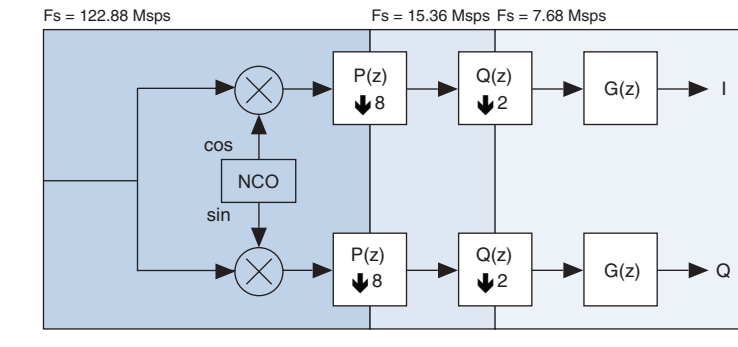 Fs = 122.88 Msps
Fs = 15.36 Msps
Fs = 7.68 Msps
P(z)
8
Q(z)
2
G(z)
I
cos
NCO
sin
P(z)
8
Q(z)
2
G(z)
Q